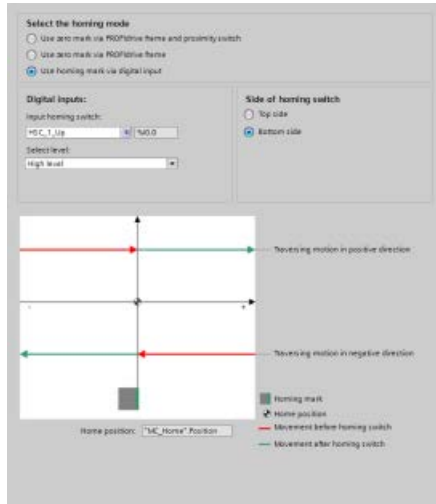 Select the homing mode
Use zero mark via PROFIdrive frame and proximity switch
Use zero mark via PROFIdrive frame
Use homing mark via digital input
Digital inputs:
Input homing switch:
HSC_1_Up
%I0.0
Select level:
High level
Side of homing switch
Top side
Bottom side
Traversing motion in positive direction
- +
Traversing motion in negative direction
Homing mark
Home position
Movement before homing switch
Movement after homing switch
Home position: "MC_Home".Position